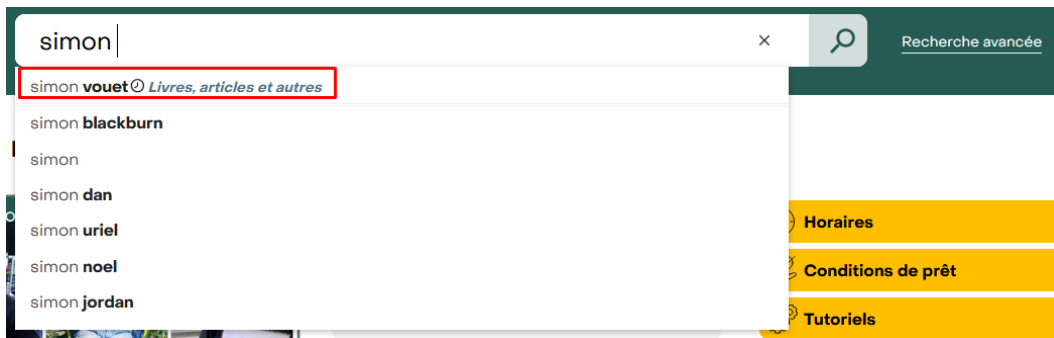 simon
Recherche avancée
simon vouet Livres, articles et autres
simon blackburn
simon
simon dan
simon uriel
simon noel
simon jordan
Horaires
Conditions de prêt
Tutoriels